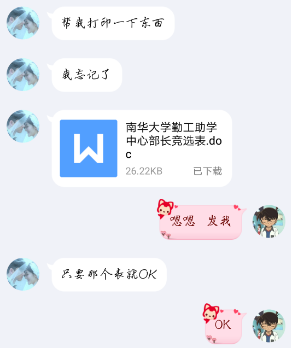 帮我打印一下东西
我忘记了
南华大学勤工助学
中心部长竞选表.do
c
26.22KB 已下载
嗯嗯 发我
只要那个表就OK
OK